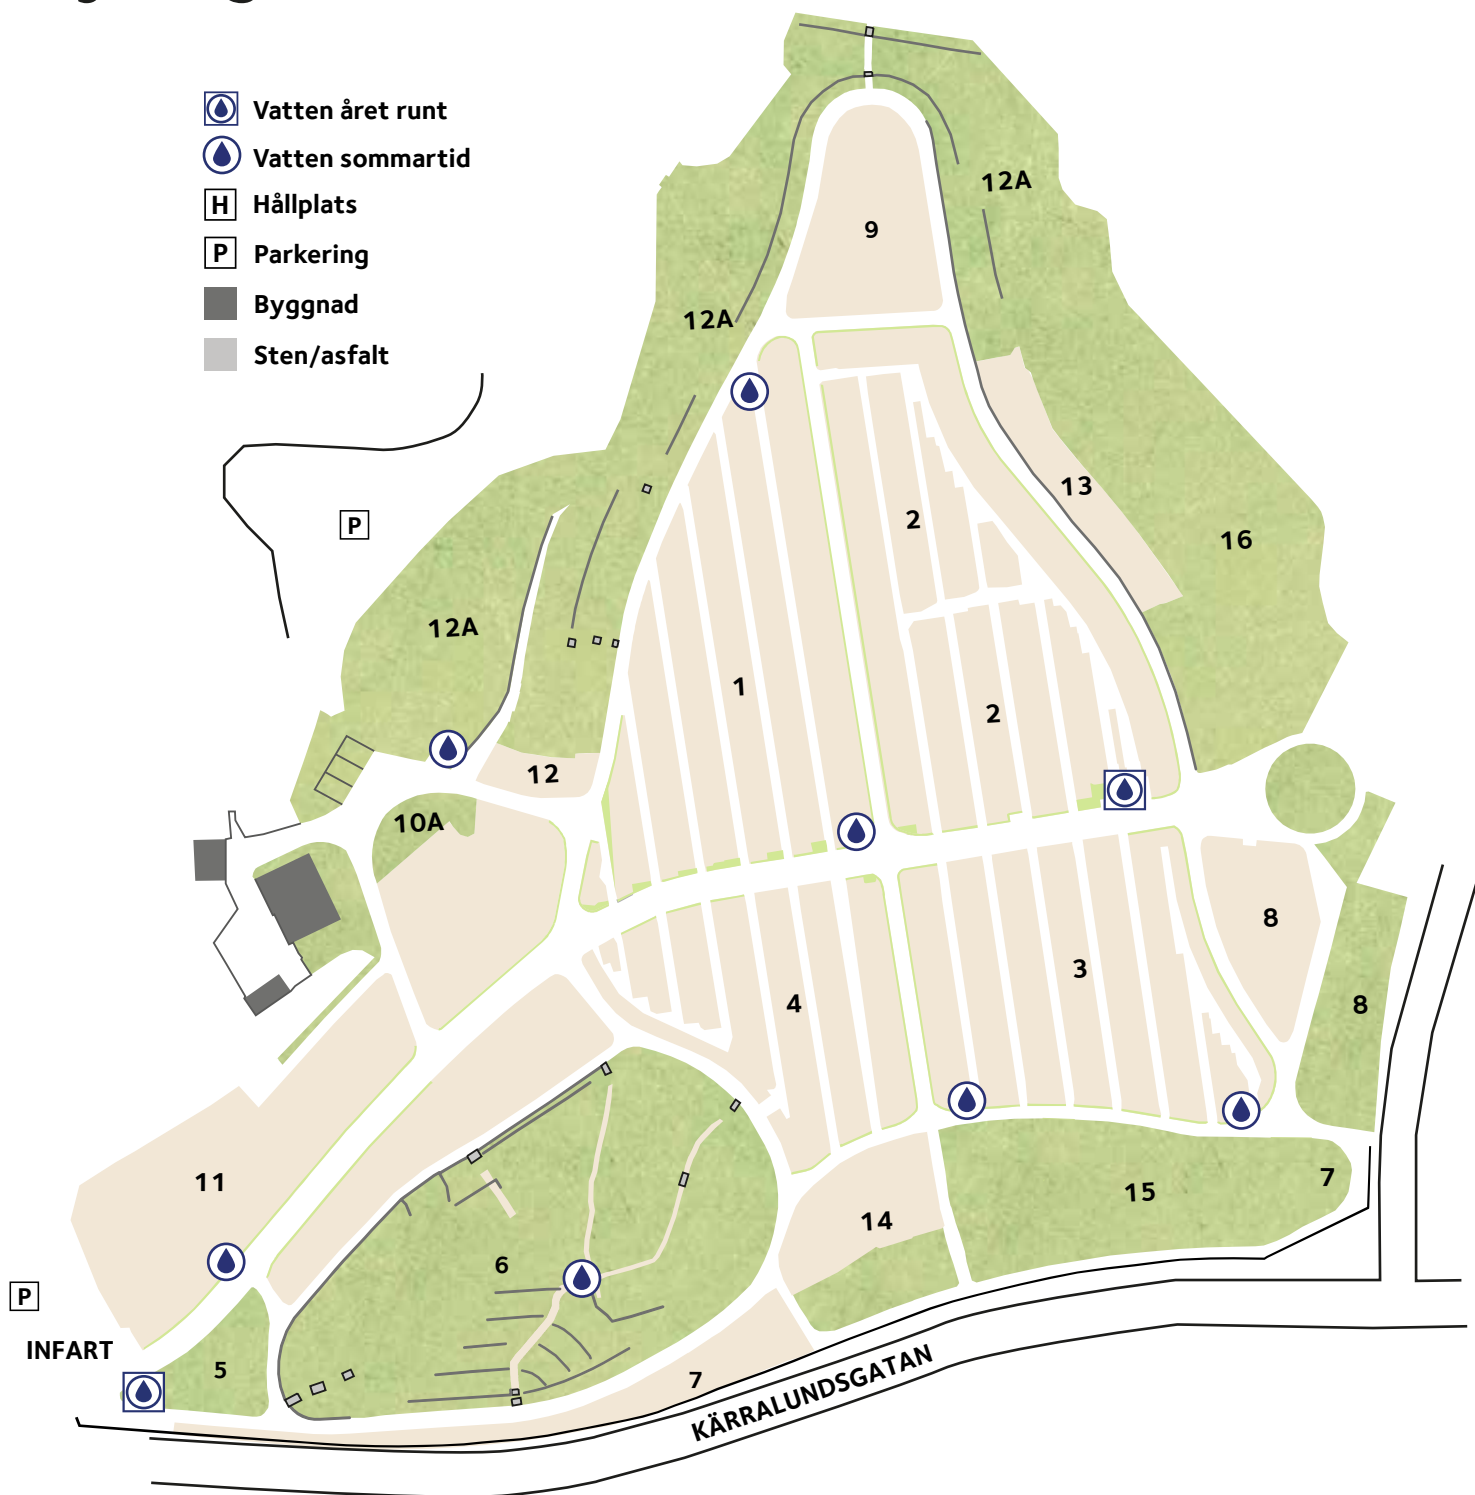 Vatten året runt
Vatten sommartid
H Hållplats
P Parkering
Byggnad
Sten/asfalt
12A
9
12A
13
2
P
16
12A
1
2
12
10A
8
3
4
8
11
7
15
14
6
P
INFART
5
7
KÄRRALUNDSGATAN